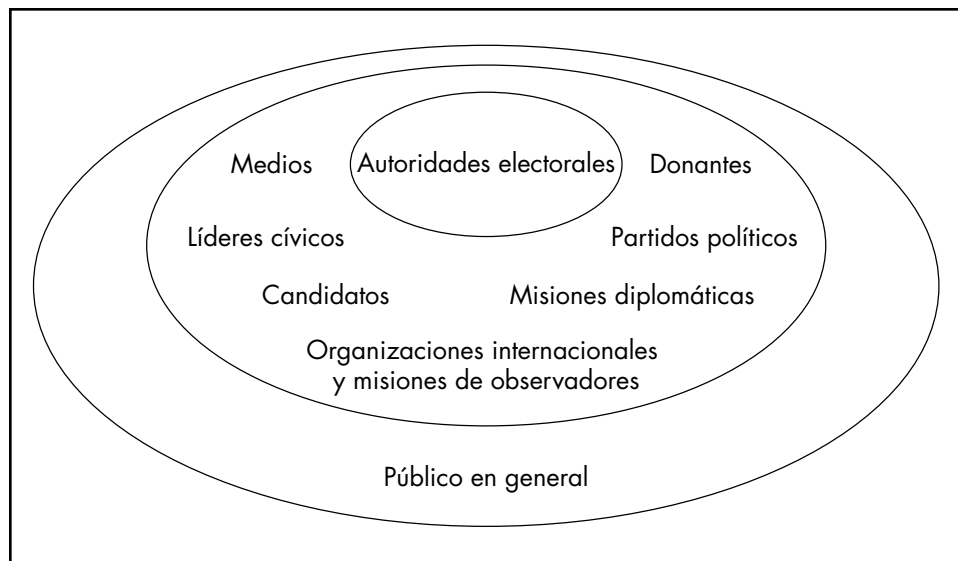 Medios
Autoridades electorales
Donantes
Líderes cívicos
Partidos políticos
Candidatos
Misiones diplomáticas
Organizaciones internacionales
y misiones de observadores
Público en general